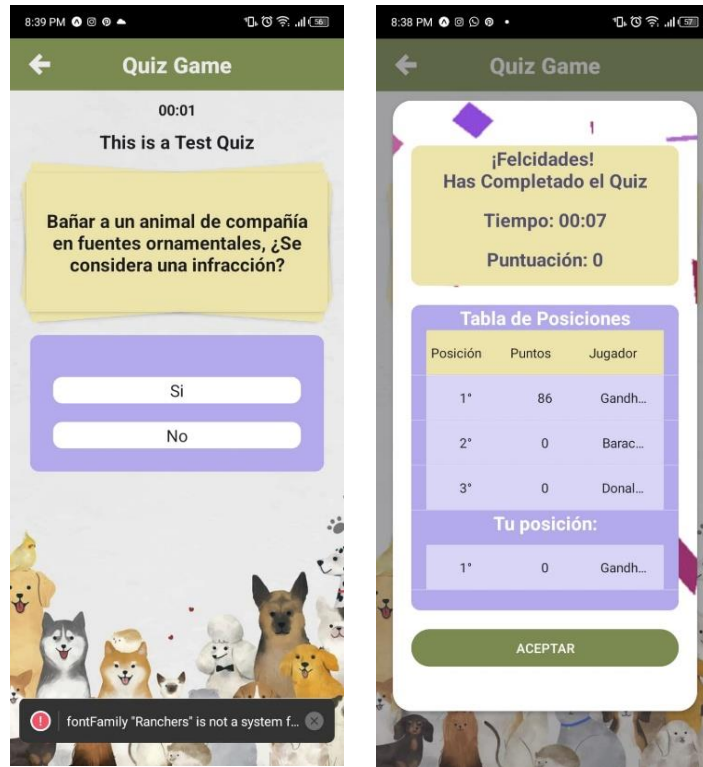 8:39 PM
56
Quiz Game
00:01
This is a Test Quiz
Bañar a un animal de compañía
en fuentes ornamentales, ¿Se
considera una infracción?
Si
No
fontFamily "Ranchers" is not a system f...
8:38 PM
57
Quiz Game
¡Felcidades!
Has Completado el Quiz
Tiempo: 00:07
Puntuación: 0
Tabla de Posiciones
Posición Puntos Jugador
1° 86 Gandh...
2° 0 Barac...
3° 0 Donal...
Tu posición:
1° 0 Gandh...
ACEPTAR